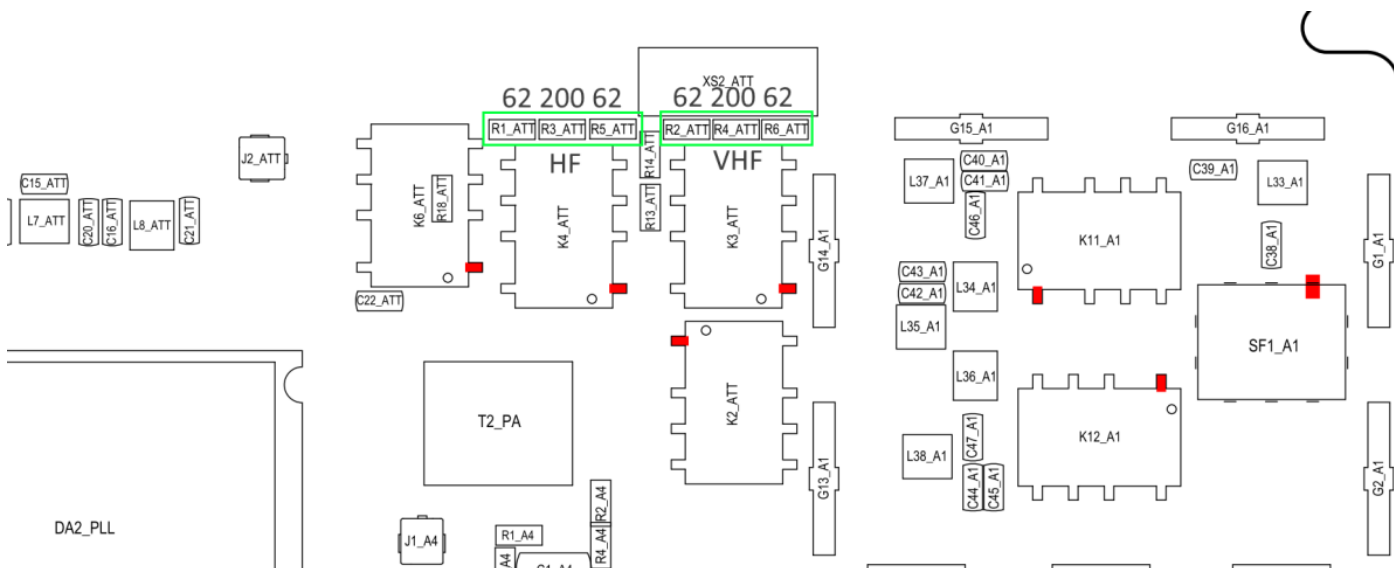 XS2_ATT
62 200 62
62 200 62
R1_ATT R3_ATT R5_ATT
R2_ATT R4_ATT R6_ATT
G15_A1
G16_A1
J2_ATT
HF
VHF
R14_ATT
C40_A1
C41_A1
C39_A1
L37_A1
L33_A1
C15_ATT
K6_ATT
R18_ATT
R13_ATT
C46_A1
L7_ATT
C20_ATT
C16_ATT
L8_ATT
C21_ATT
K4_ATT
K3_ATT
G14_A1
K11_A1
C38_A1
G1_A1
C43_A1
C42_A1
L34_A1
C22_ATT
L35_A1
SF1_A1
L36_A1
K2_ATT
T2_PA
K12_A1
C47_A1
L38_A1
G13_A1
G2_A1
C44_A1
C45_A1
R2_A4
DA2_PLL
J1_A4
R1_A4
R4_A4
A4